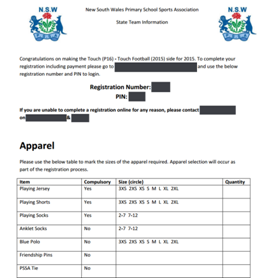 N.S.W
New South Wales Primary School Sports Association
N.S.W
State Team Information
Congratulations on making the Touch (P16) - Touch Football (2015) side for 2015. To complete your
registration including payment please go to and use the below
registration number and PIN to login.
Registration Number:
PIN:
If you are unable to complete a registration online for any reason, please contact
on &
Apparel
Please use the below table to mark the sizes of the apparel required. Apparel selection will occur as
part of the registration process.
Item Compulsory Size (circle) Quantity
Playing Jersey Yes 3XS 2XS XS S M L XL 2XL
Playing Shorts Yes 3XS 2XS XS S M L XL 2XL
Playing Socks Yes 2-7 7-12
Anklet Socks No 2-7 7-12
Blue Polo No 3XS 2XS XS S M L XL 2XL
Friendship Pins No
PSSA Tie No